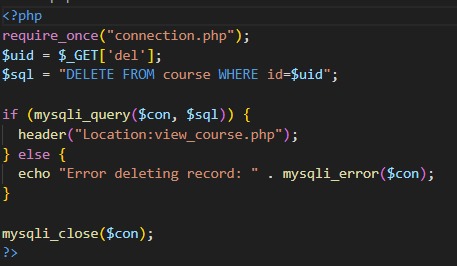 <?php
require_once("connection.php");
$uid = $_GET['del'];
$sql = "DELETE FROM course WHERE id=$uid";

if (mysqli_query($con, $sql)) {
  header("Location:view_course.php");
} else {
  echo "Error deleting record: " . mysqli_error($con);
}

mysqli_close($con);
?>